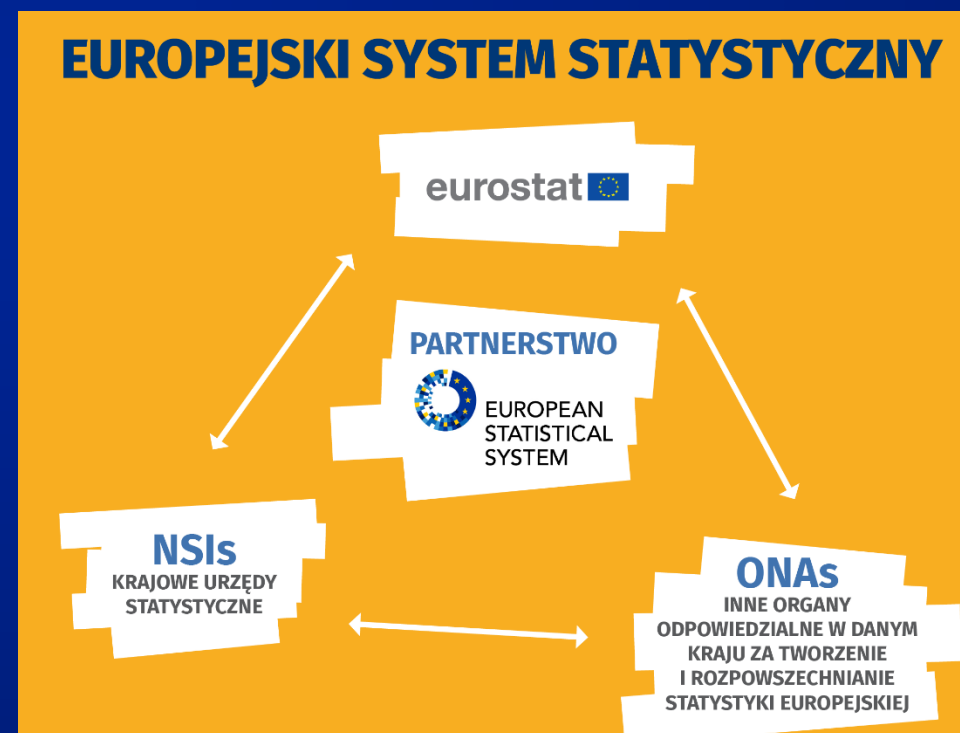 EUROPEJSKI SYSTEM STATYSTYCZNY
eurostat
PARTNERSTWO
EUROPEAN
STATISTICAL
SYSTEM
NSIs
KRAJOWE URZĘDY
STATYSTYCZNE
ONAs
INNE ORGANY
ODPOWIEDZIALNE W DANYM
KRAJU ZA TWORZENIE
I ROZPOWSZECHNIANIE
STATYSTYKI EUROPEJSKIEJ